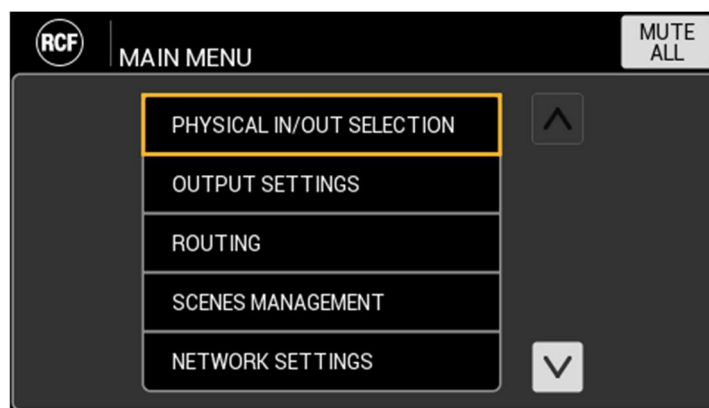 RCF
MAIN MENU
MUTE
ALL
PHYSICAL IN/OUT SELECTION
OUTPUT SETTINGS
ROUTING
SCENES MANAGEMENT
NETWORK SETTINGS